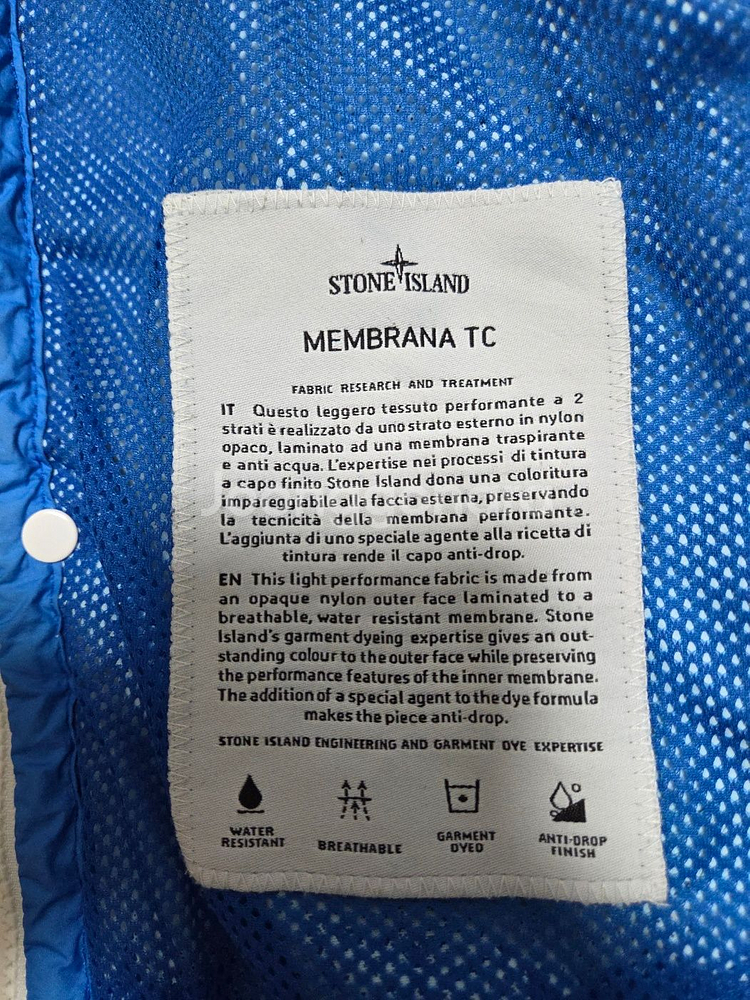 STONE ISLAND
MEMBRANA TC
FABRIC RESEARCH AND TREATMENT
IT Questo leggero tessuto performante a 2
strati è realizzato da uno strato esterno in nylon
opaco, laminato ad una membrana traspirante
e anti acqua. L'expertise nei processi di tintura
a capo finito Stone Island dona una coloritura
impareggiabile alla faccia esterna, preservando
la tecnicità della membrana performante.
L'aggiunta di uno speciale agente alla ricetta di
tintura rende il capo anti-drop.
EN This light performance fabric is made from
an opaque nylon outer face laminated to a
breathable, water resistant membrane. Stone
Island's garment dyeing expertise gives an out-
standing colour to the outer face while preserving
the performance features of the inner membrane.
The addition of a special agent to the dye formula
makes the piece anti-drop.
STONE ISLAND ENGINEERING AND GARMENT DYE EXPERTISE
WATER
RESISTANT
BREATHABLE
GARMENT
DYED
ANTI-DROP
FINISH